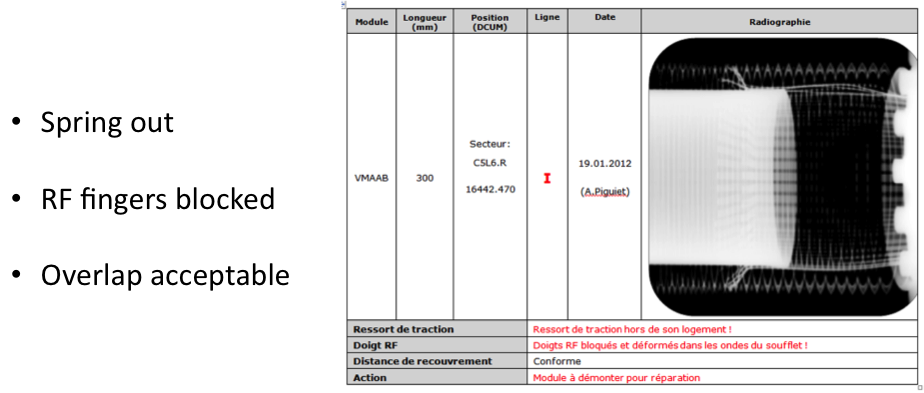 • Spring out
• RF fingers blocked
• Overlap acceptable
Module Longueur (mm) Position (DCUM) Ligne Date Radiographie
VMAAB 300 Secteur: C5L6.R 16442.470 I 19.01.2012 (A.Piguiet)
Ressort de traction Ressort de traction hors de son logement !
Doigt RF Doigts RF bloqués et déformés dans les ondes du soufflet !
Distance de recouvrement Conforme
Action Module à démonter pour réparation